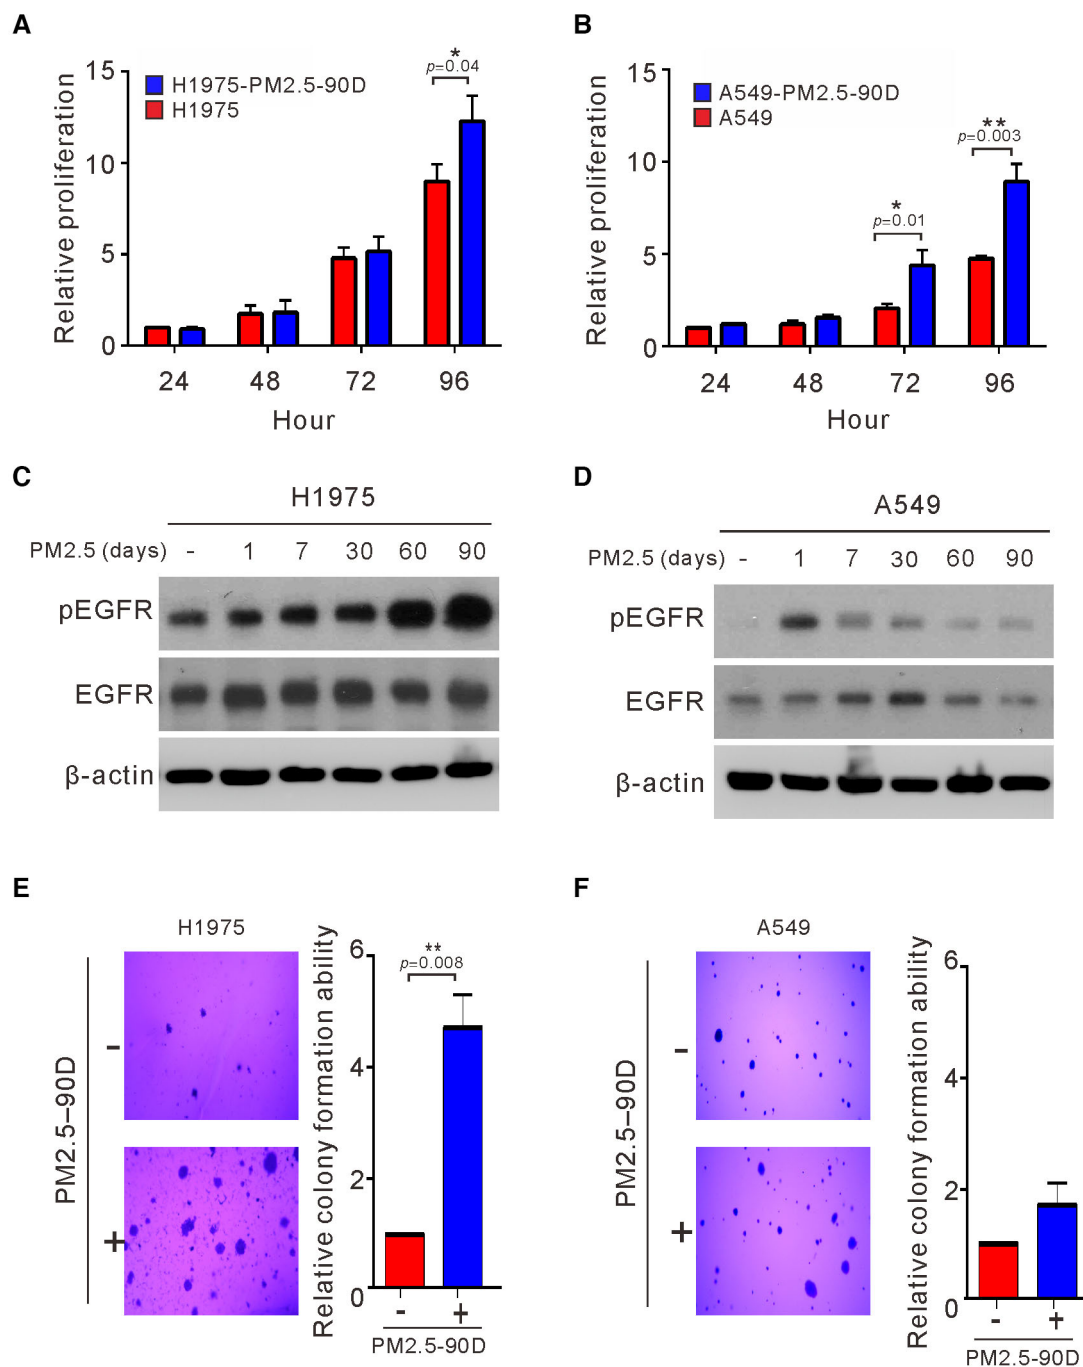 A
Relative proliferation
15
10
5
0
H1975-PM2.5-90D
H1975
*
p=0.04
24 48 72 96
Hour
B
Relative proliferation
15
10
5
0
A549-PM2.5-90D
A549
*
p=0.01
**
p=0.003
24 48 72 96
Hour
C
H1975
PM2.5 (days) - 1 7 30 60 90
pEGFR
EGFR
β-actin
D
A549
PM2.5 (days) - 1 7 30 60 90
pEGFR
EGFR
β-actin
E
H1975
PM2.5–90D
-
+
Relative colony formation ability
6
4
2
0
**
p=0.008
- +
PM2.5-90D
F
A549
PM2.5–90D
-
+
Relative colony formation ability
6
4
2
0
- +
PM2.5-90D